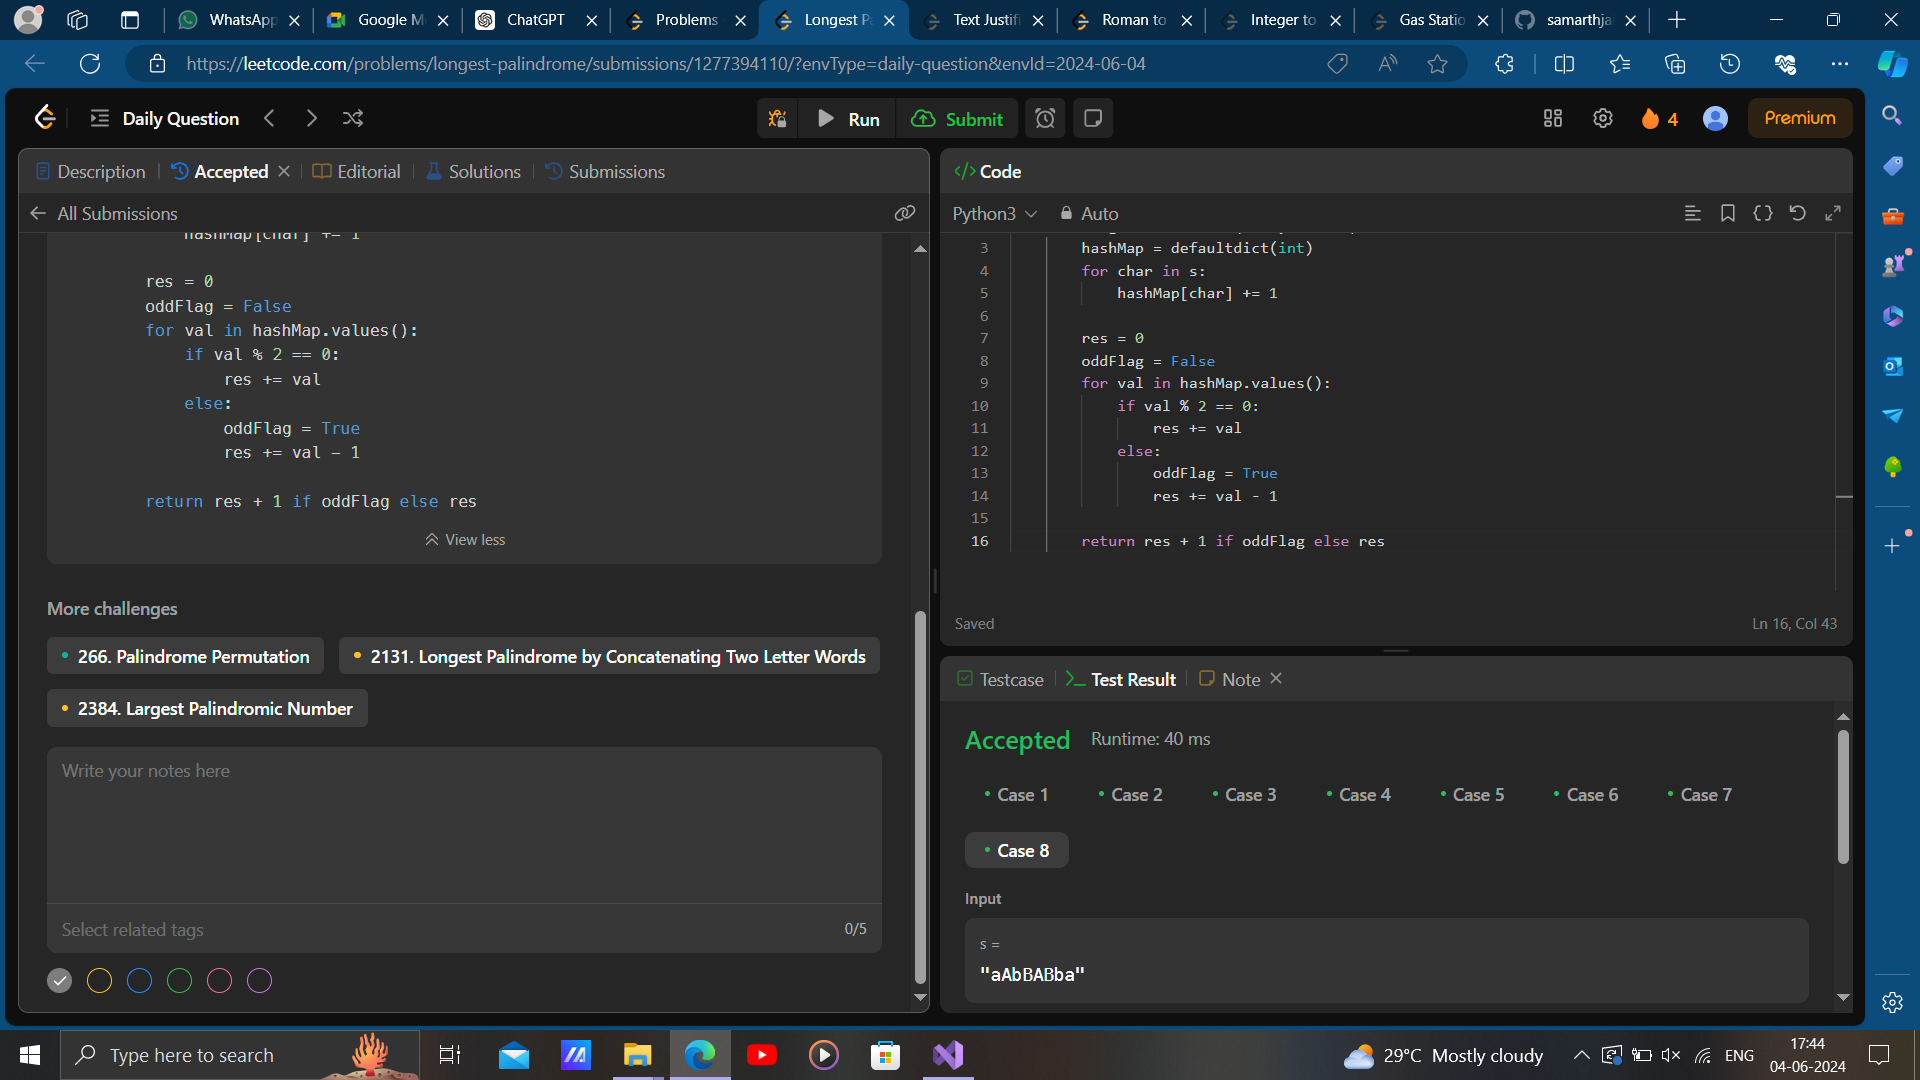 WhatsApp
Google M
ChatGPT
Problems
Longest Pa
Text Justifi
Roman to
Integer to
Gas Statio
samarthja
https://leetcode.com/problems/longest-palindrome/submissions/1277394110/?envType=daily-question&envId=2024-06-04
Daily Question
Run
Submit
4
Premium
Description
Accepted
Editorial
Solutions
Submissions
All Submissions
hashMap[char] += 1
res = 0
oddFlag = False
for val in hashMap.values():
if val % 2 == 0:
res += val
else:
oddFlag = True
res += val - 1
return res + 1 if oddFlag else res
View less
More challenges
266. Palindrome Permutation
2131. Longest Palindrome by Concatenating Two Letter Words
2384. Largest Palindromic Number
Write your notes here
Select related tags
0/5
</> Code
Python3
Auto
3 hashMap = defaultdict(int)
4 for char in s:
5 hashMap[char] += 1
6
7 res = 0
8 oddFlag = False
9 for val in hashMap.values():
10 if val % 2 == 0:
11 res += val
12 else:
13 oddFlag = True
14 res += val - 1
15
16 return res + 1 if oddFlag else res
Saved
Ln 16, Col 43
Testcase
Test Result
Note
Accepted
Runtime: 40 ms
Case 1
Case 2
Case 3
Case 4
Case 5
Case 6
Case 7
Case 8
Input
s =
"aAbBABba"
Type here to search
29°C Mostly cloudy
ENG
17:44
04-06-2024